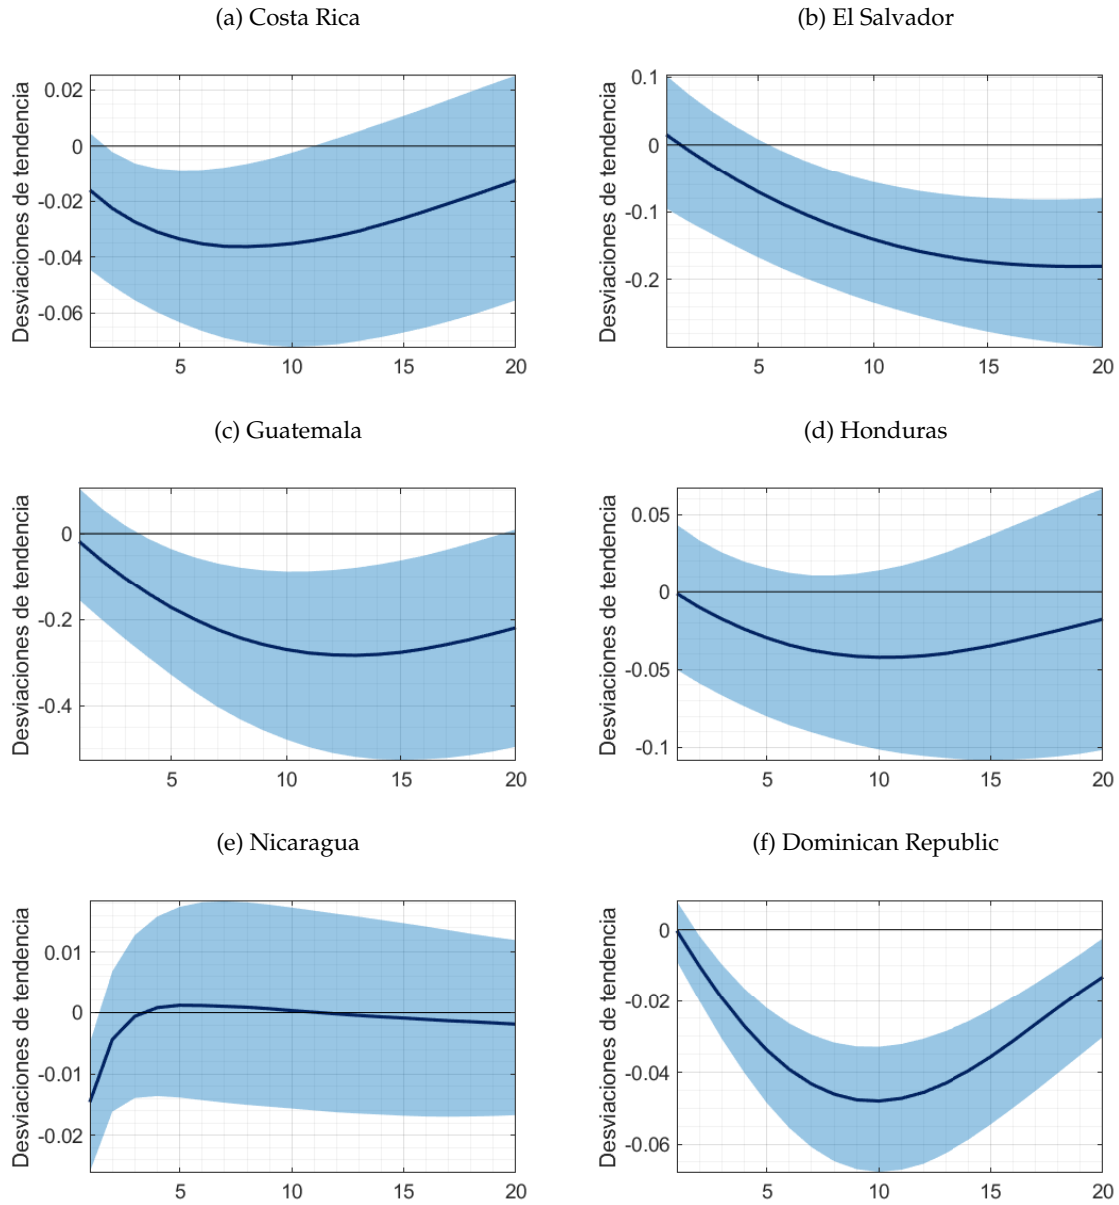 (a) Costa Rica
Desviaciones de tendencia
0.02
0
-0.02
-0.04
-0.06
5 10 15 20
(b) El Salvador
Desviaciones de tendencia
0.1
0
-0.1
-0.2
5 10 15 20
(c) Guatemala
Desviaciones de tendencia
0
-0.2
-0.4
5 10 15 20
(d) Honduras
Desviaciones de tendencia
0.05
0
-0.05
-0.1
5 10 15 20
(e) Nicaragua
Desviaciones de tendencia
0.01
0
-0.01
-0.02
5 10 15 20
(f) Dominican Republic
Desviaciones de tendencia
0
-0.02
-0.04
-0.06
5 10 15 20